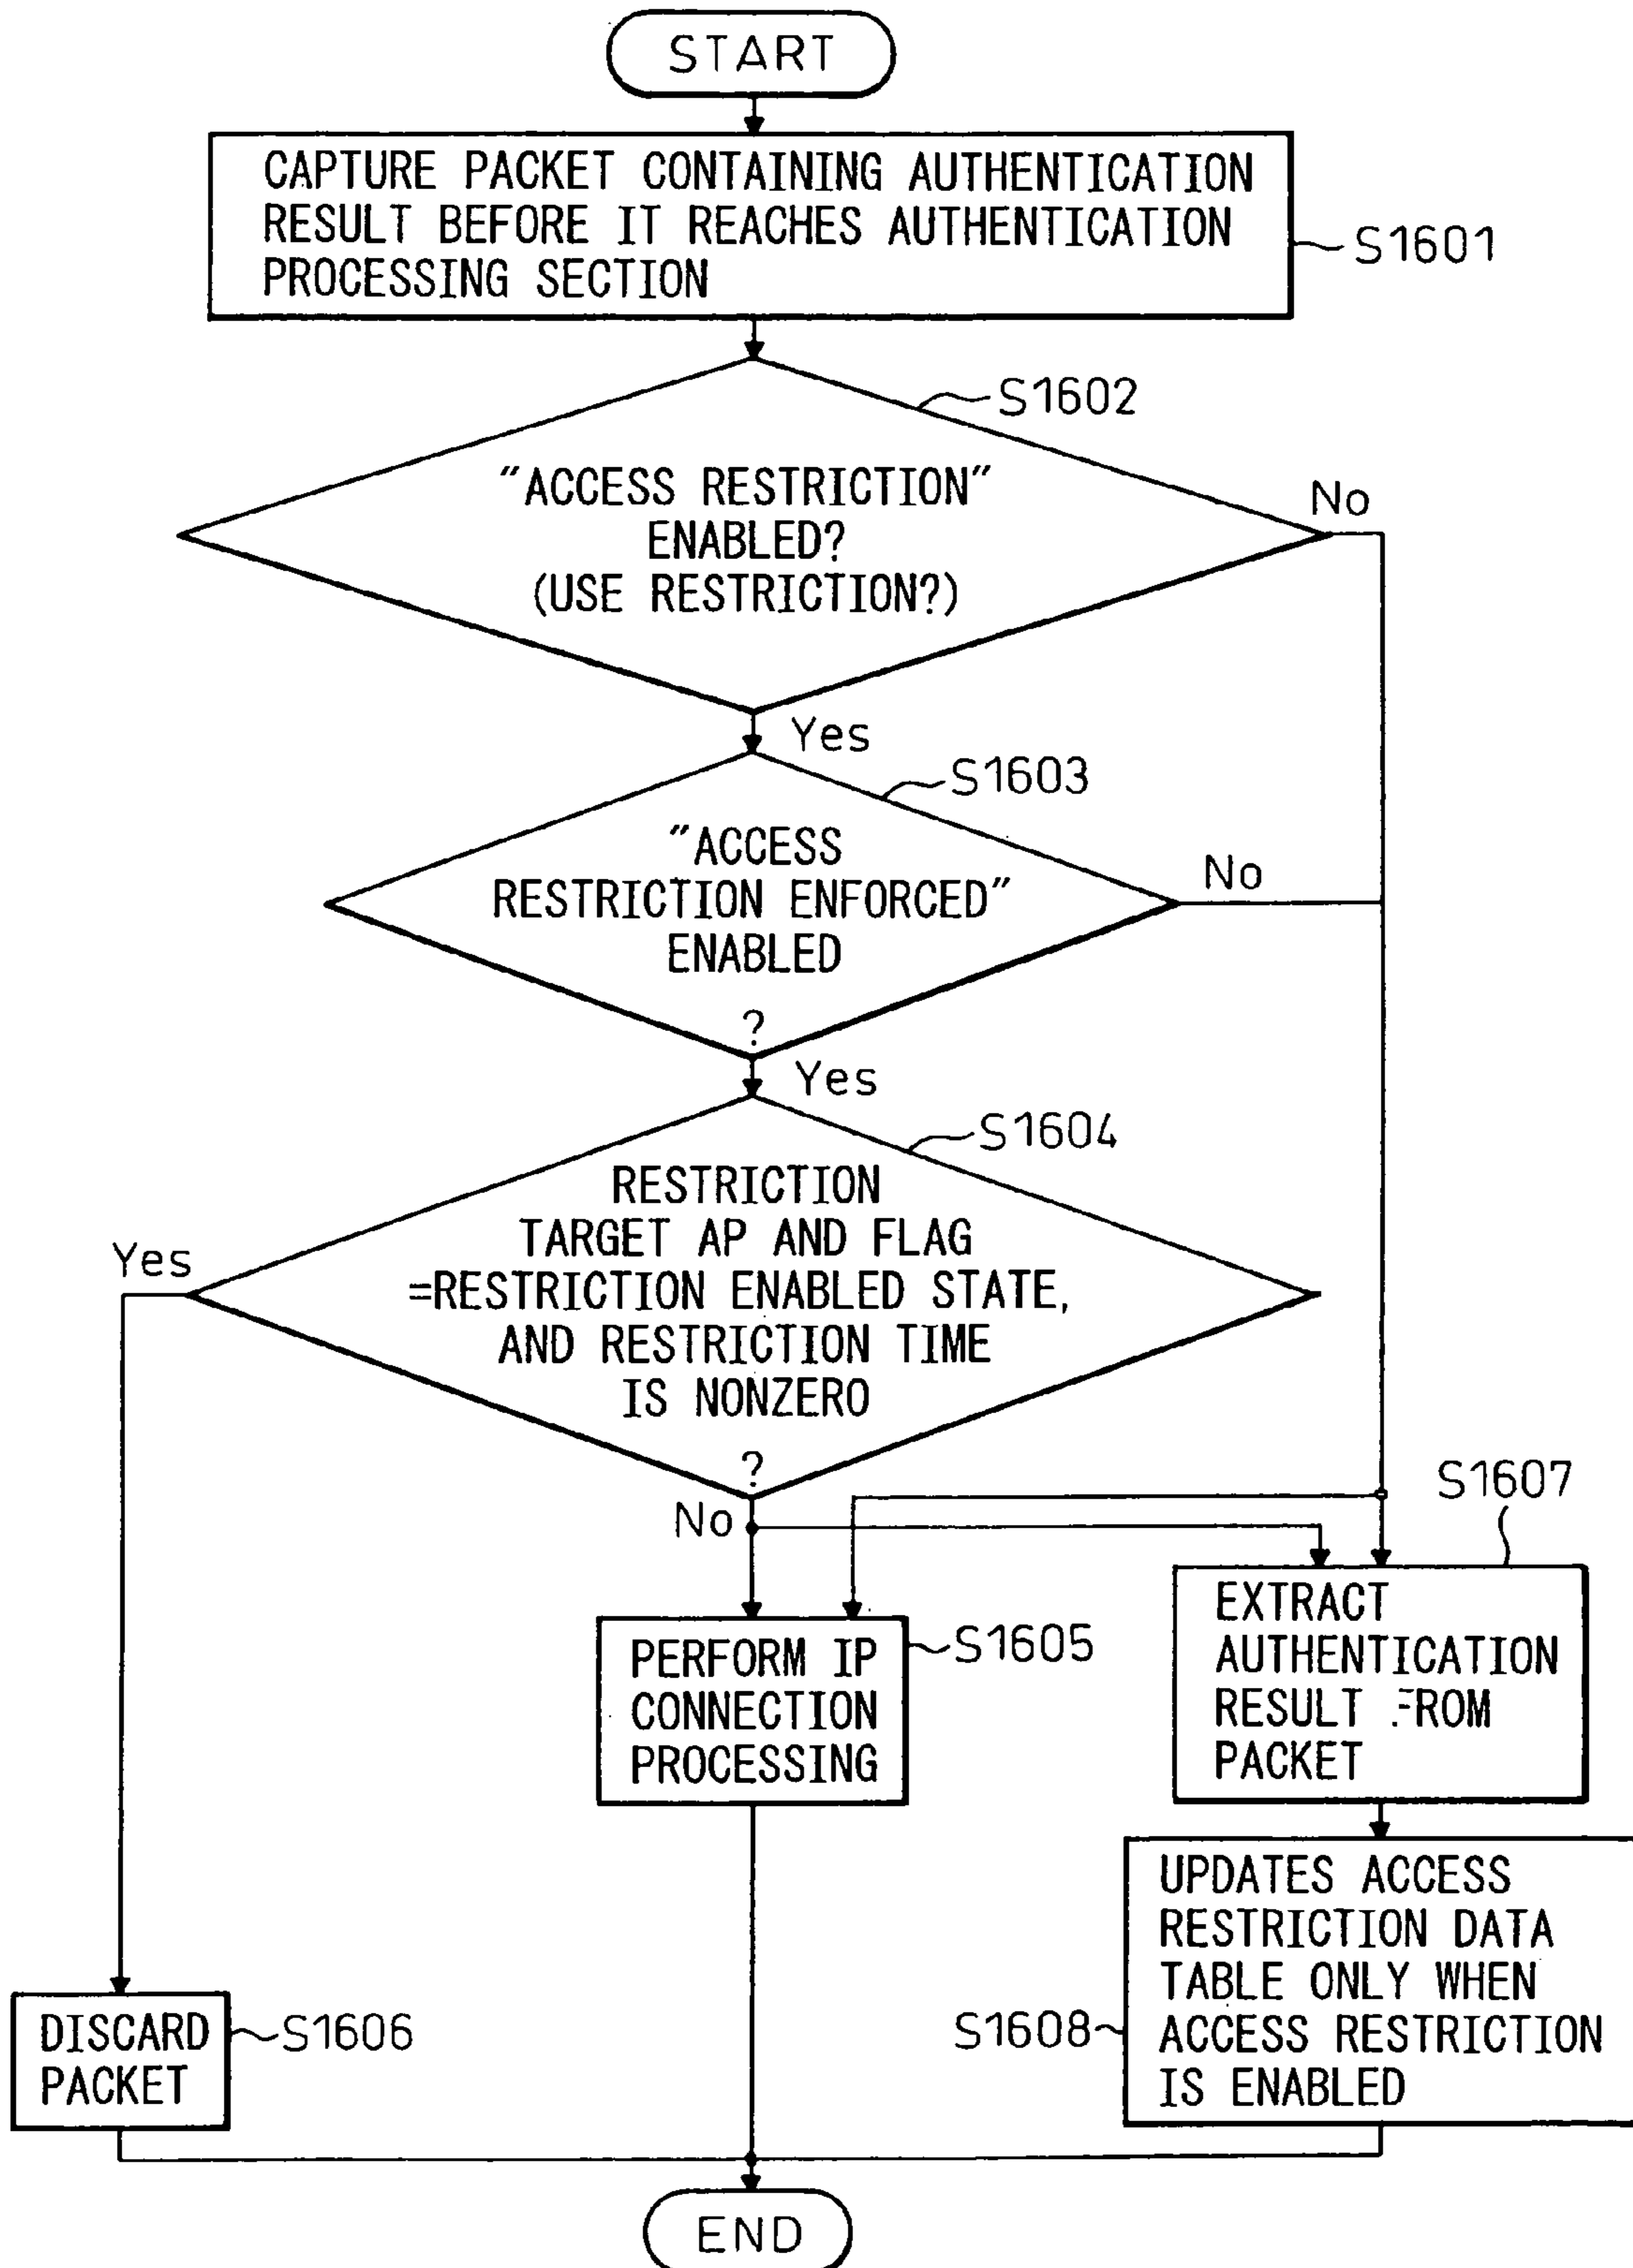 START
CAPTURE PACKET CONTAINING AUTHENTICATION
RESULT BEFORE IT REACHES AUTHENTICATION
PROCESSING SECTION
S1601
S1602
"ACCESS RESTRICTION"
ENABLED?
(USE RESTRICTION?)
No
Yes
S1603
"ACCESS
RESTRICTION ENFORCED"
ENABLED
?
No
Yes
S1604
RESTRICTION
TARGET AP AND FLAG
=RESTRICTION ENABLED STATE,
AND RESTRICTION TIME
IS NONZERO
?
Yes
No
S1607
PERFORM IP
CONNECTION
PROCESSING
S1605
EXTRACT
AUTHENTICATION
RESULT FROM
PACKET
UPDATES ACCESS
RESTRICTION DATA
TABLE ONLY WHEN
ACCESS RESTRICTION
IS ENABLED
S1608
DISCARD
PACKET
S1606
END